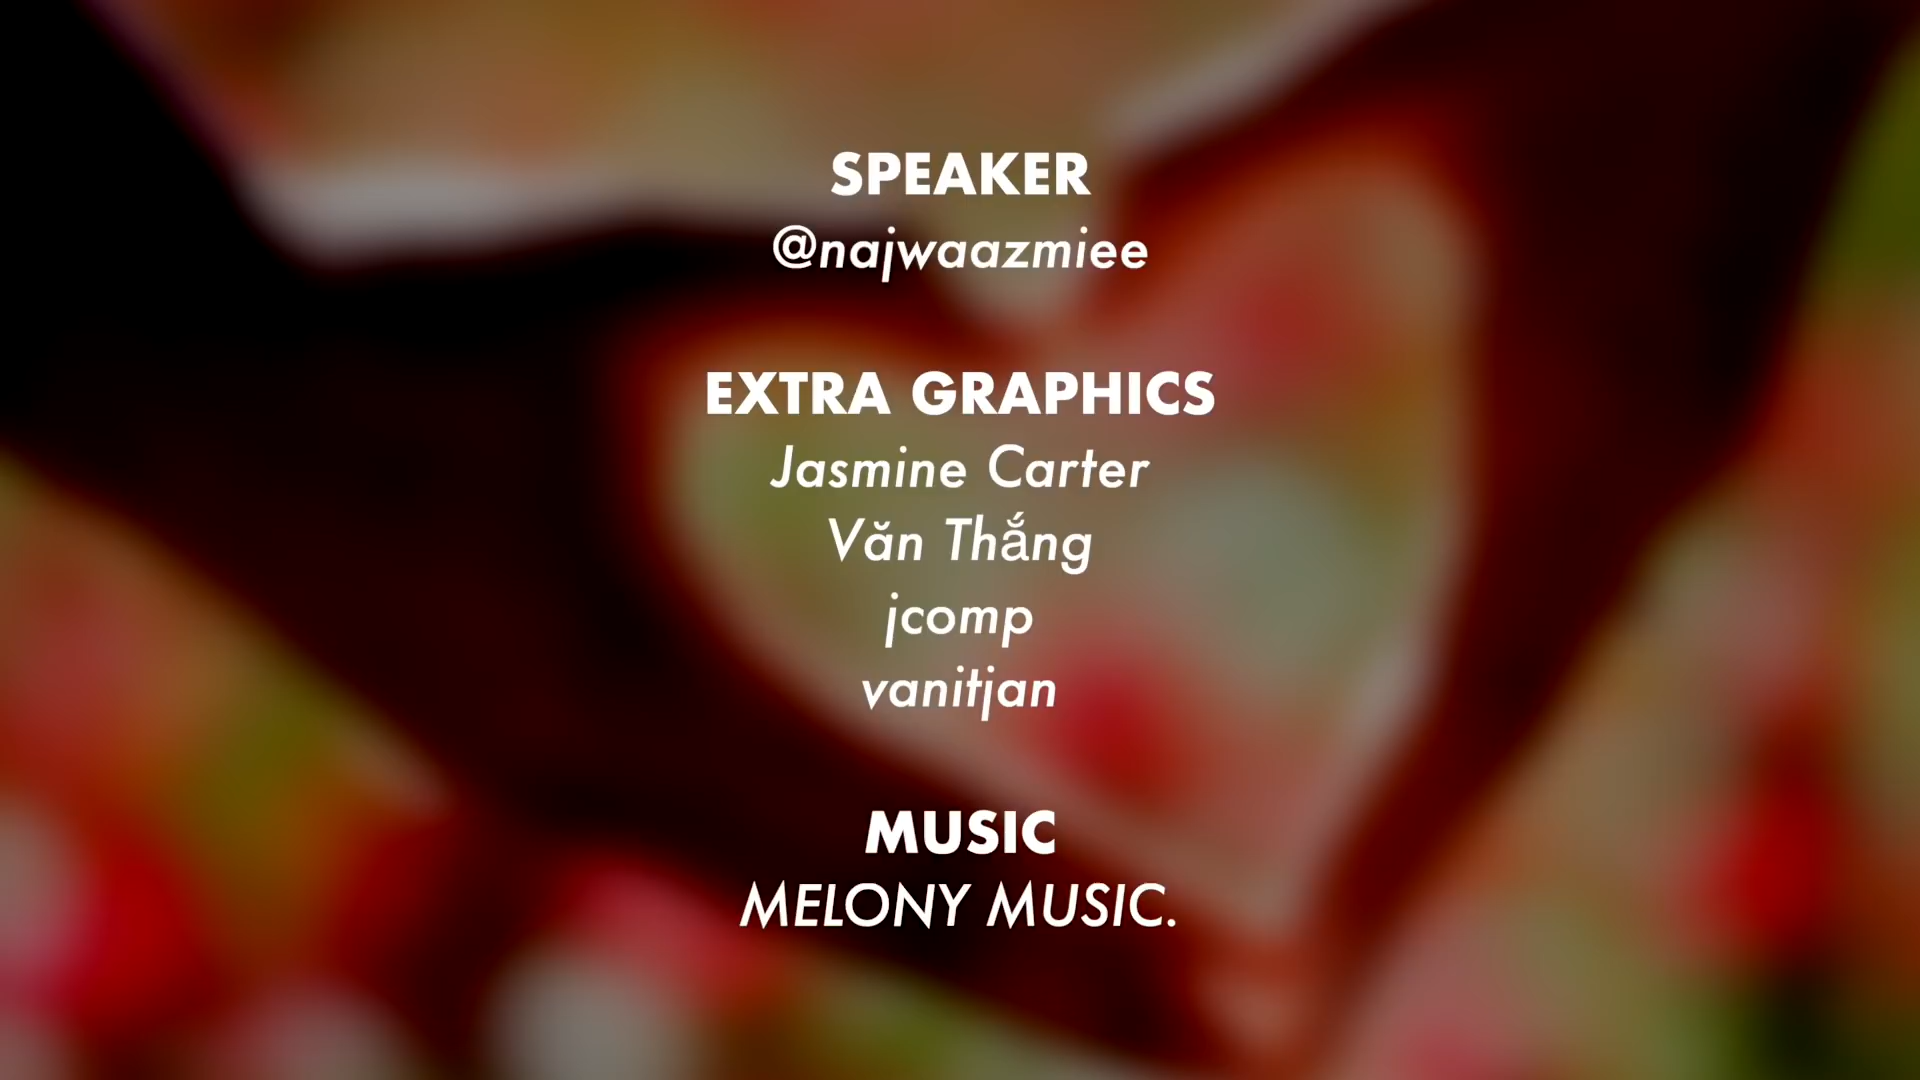 SPEAKER
@najwaazmiee
EXTRA GRAPHICS
Jasmine Carter
Văn Thắng
jcomp
vanitjan
MUSIC
MELONY MUSIC.